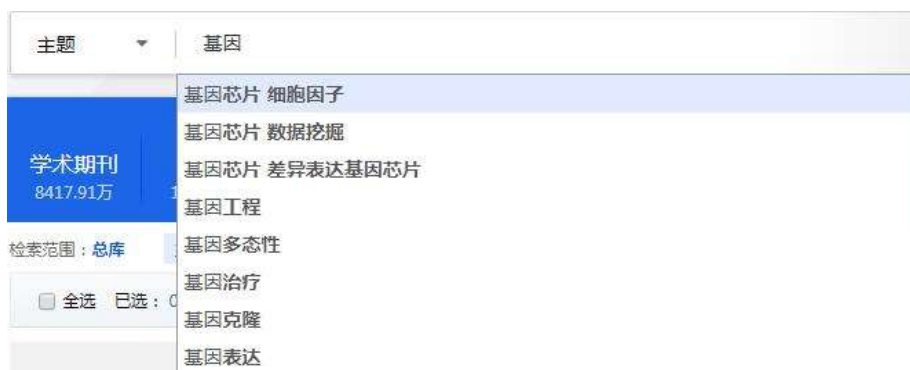 主题
基因
基因芯片 细胞因子
基因芯片 数据挖掘
基因芯片 差异表达基因芯片
基因工程
基因多态性
基因治疗
基因克隆
基因表达
学术期刊
8417.91万
检索范围：总库
全选 已选：